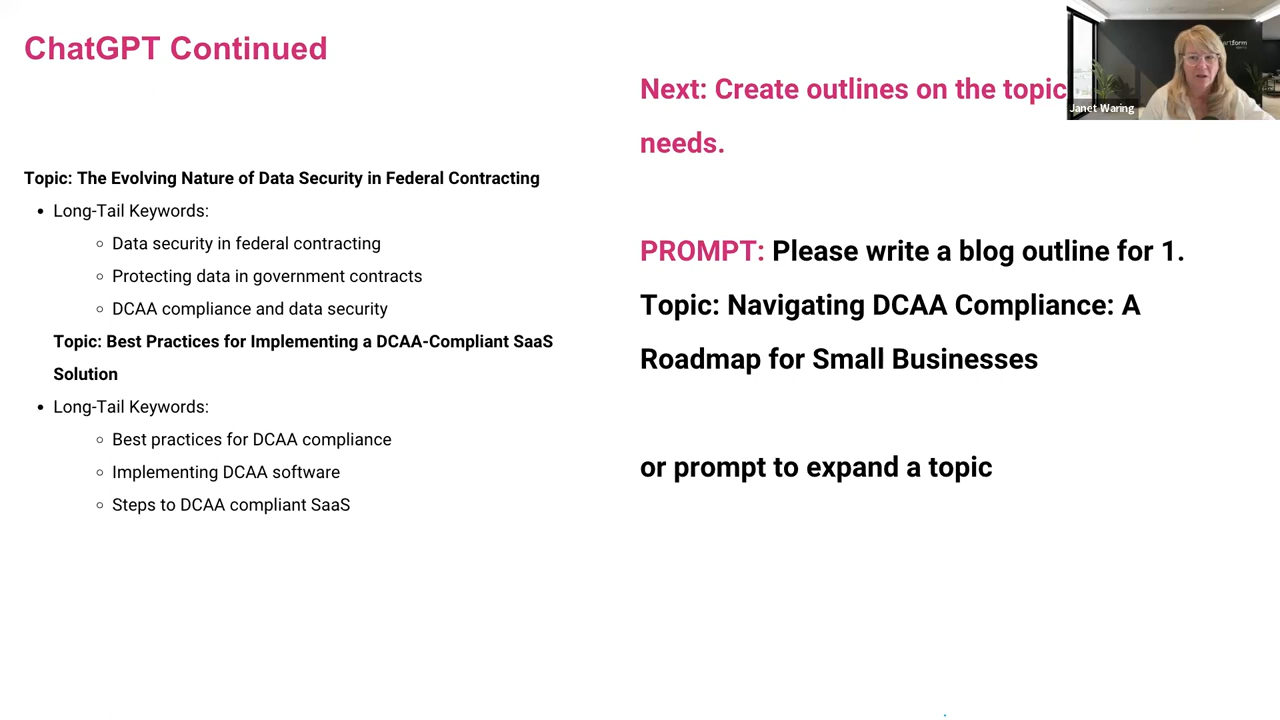 ChatGPT Continued
Topic: The Evolving Nature of Data Security in Federal Contracting
• Long-Tail Keywords:
○ Data security in federal contracting
○ Protecting data in government contracts
○ DCAA compliance and data security
Topic: Best Practices for Implementing a DCAA-Compliant SaaS
Solution
• Long-Tail Keywords:
○ Best practices for DCAA compliance
○ Implementing DCAA software
○ Steps to DCAA compliant SaaS
Next: Create outlines on the topic
needs.
PROMPT: Please write a blog outline for 1.
Topic: Navigating DCAA Compliance: A
Roadmap for Small Businesses
or prompt to expand a topic
Janet Waring